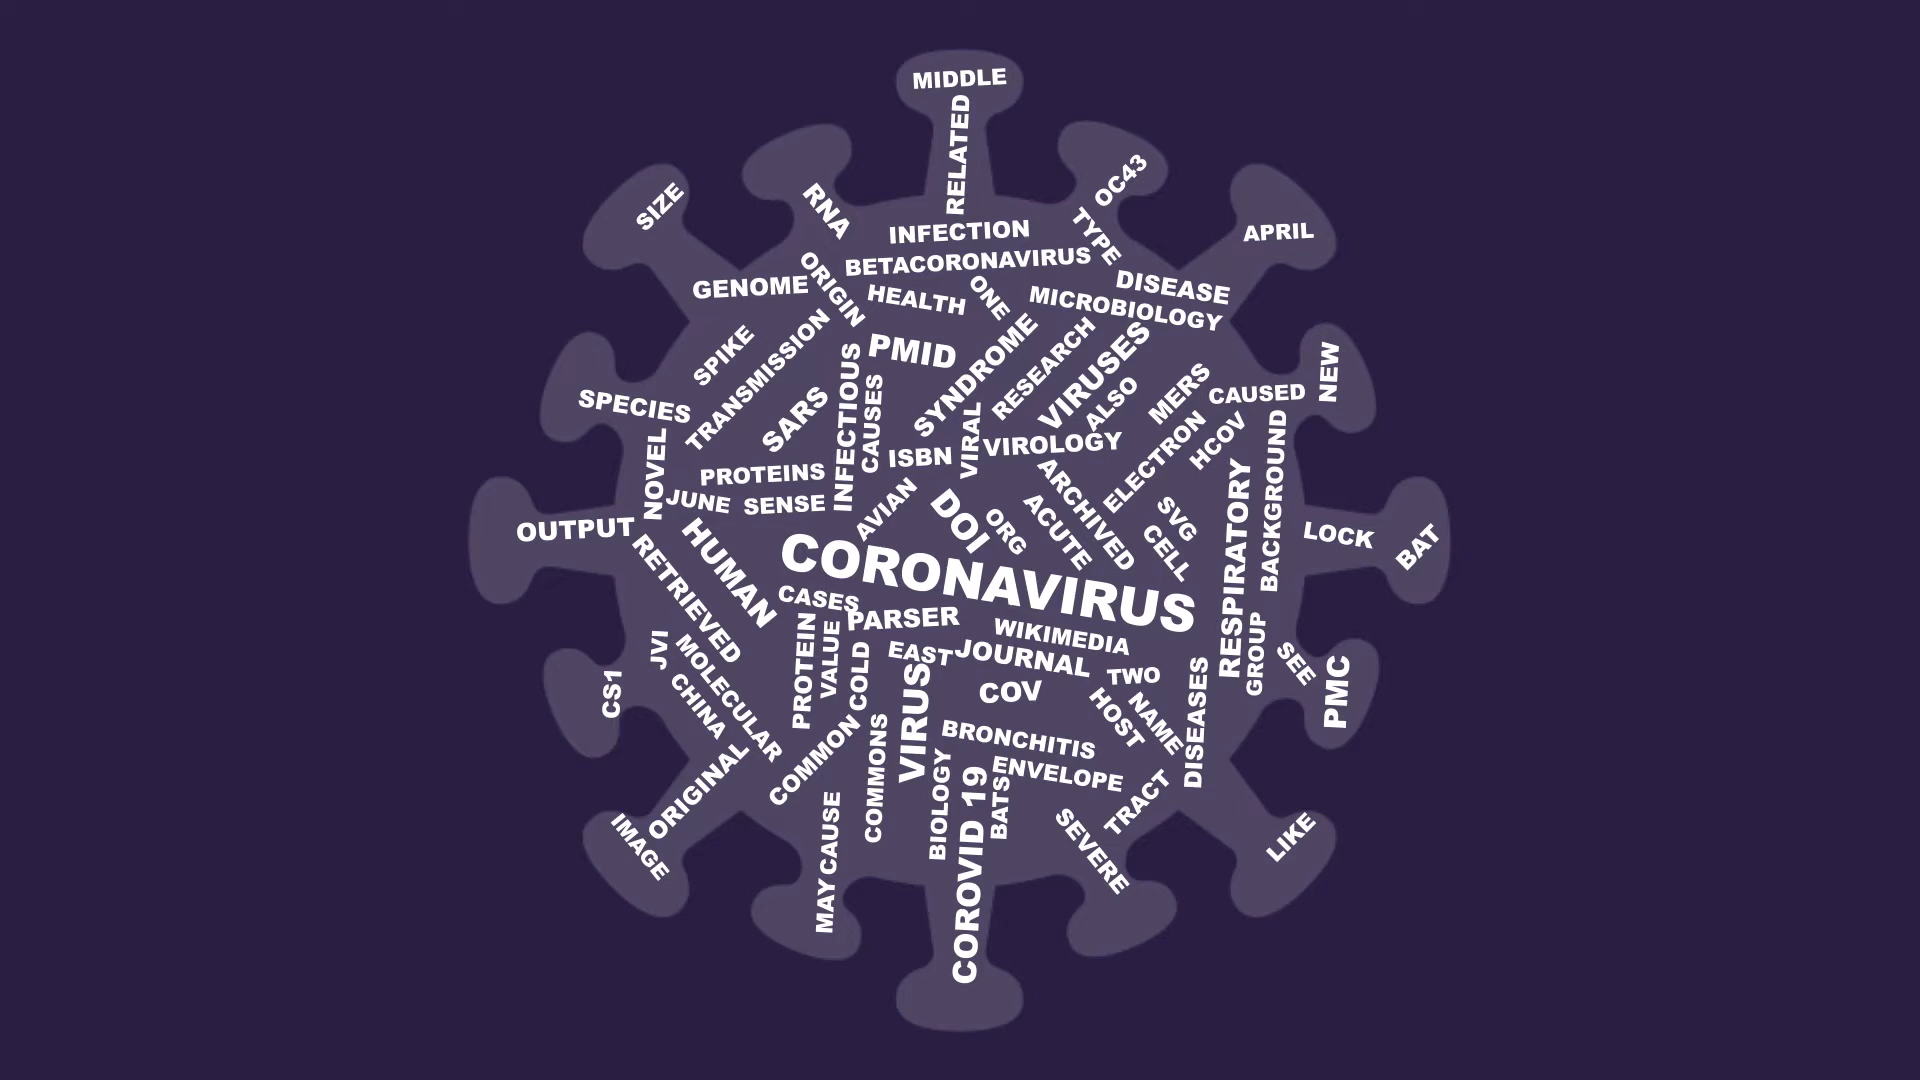 MIDDLE
RELATED
OC43
SIZE
RNA
TYPE
APRIL
INFECTION
BETACORONAVIRUS
GENOME
ORIGIN
HEALTH
ONE
DISEASE
MICROBIOLOGY
SPIKE
TRANSMISSION
PMID
SYNDROME
RESEARCH
VIRUSES
ALSO
MERS
CAUSED
NEW
SPECIES
SARS
INFECTIOUS
CAUSES
VIRAL
ISBN
VIROLOGY
ELECTRON
HCOV
BACKGROUND
NOVEL
PROTEINS
JUNE
SENSE
AVIAN
DOI
ORG
ACUTE
ARCHIVED
SVG
CELL
RESPIRATORY
OUTPUT
LOCK
BAT
RETRIEVED
HUMAN
CORONAVIRUS
CASES
PARSER
WIKIMEDIA
JVI
MOLECULAR
PROTEIN
VALUE
COLD
EAST
JOURNAL
TWO
GROUP
SEE
PMC
CS1
CHINA
VIRUS
COV
HOST
NAME
DISEASES
ORIGINAL
COMMON
COMMONS
BRONCHITIS
BIOLOGY
ENVELOPE
COROVID 19
BATS
TRACT
IMAGE
MAY
CAUSE
SEVERE
LIKE